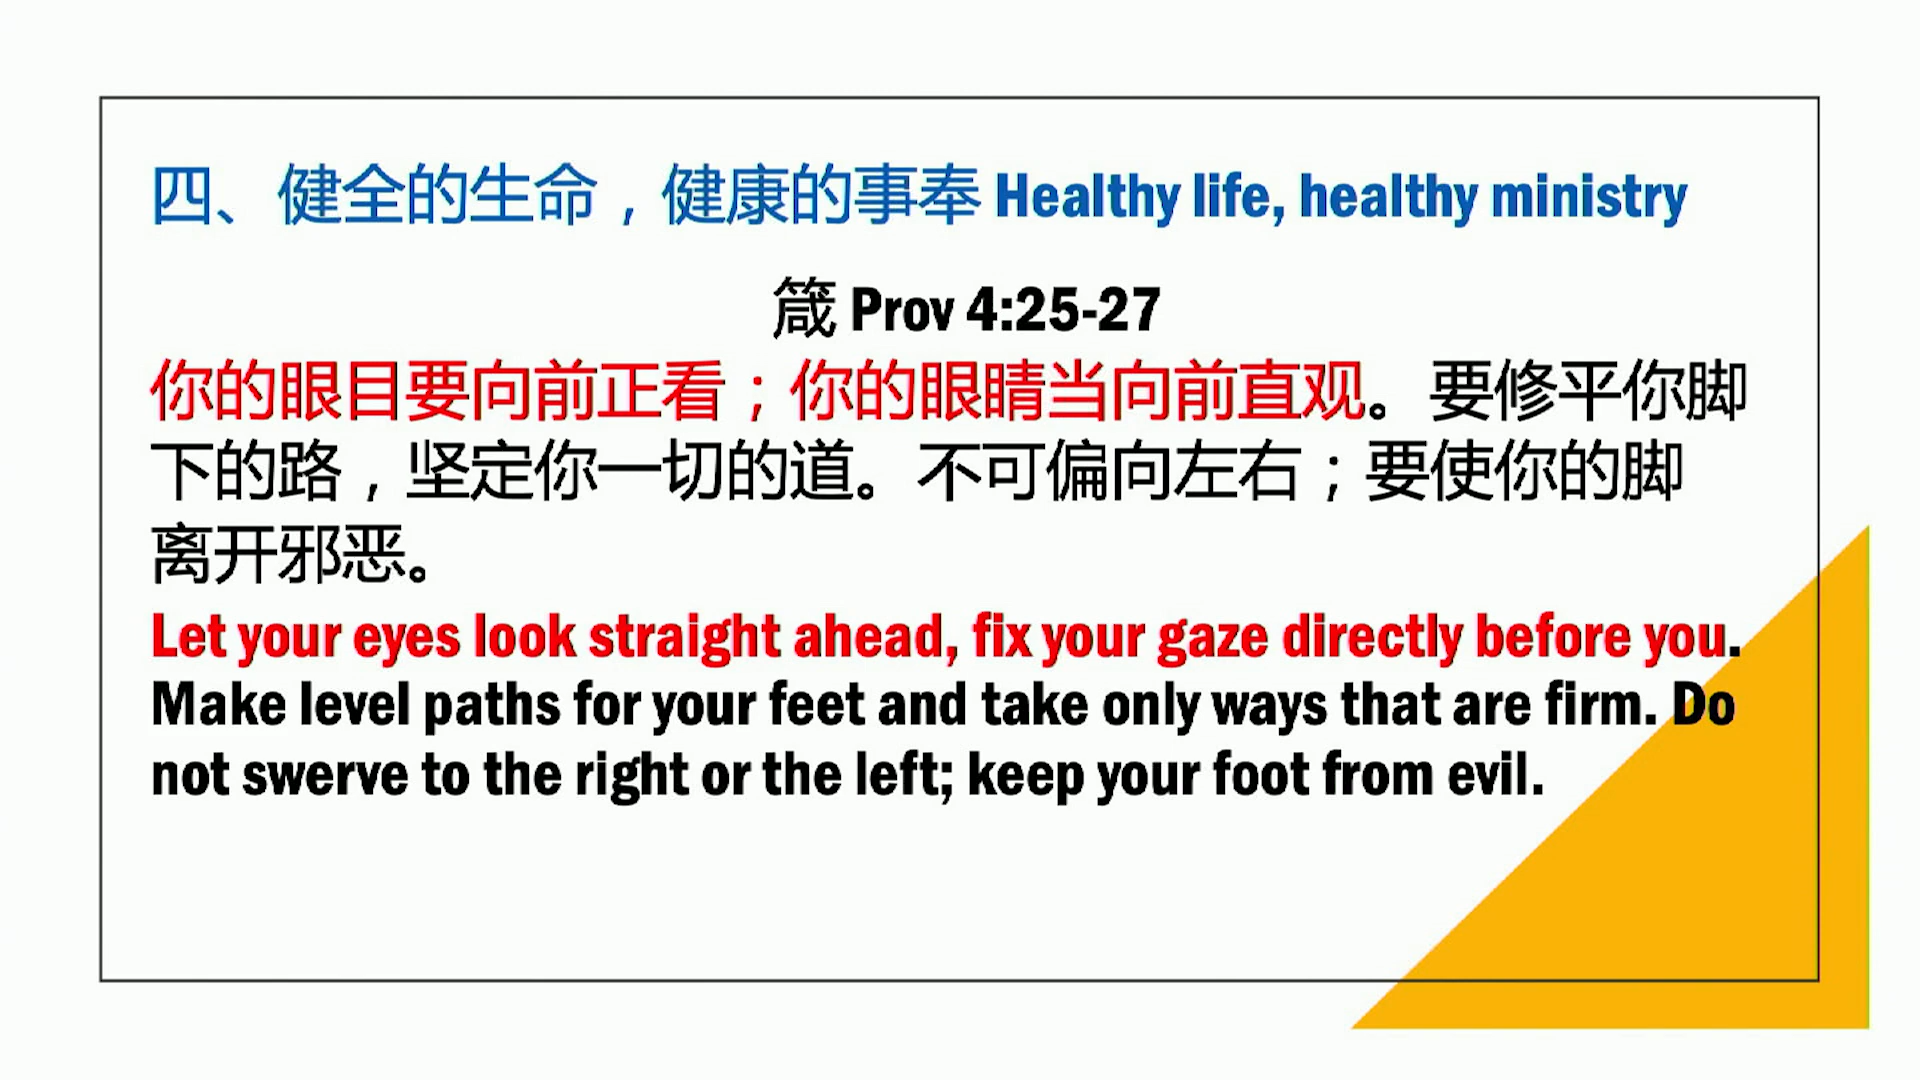 四、健全的生命，健康的事奉 Healthy life, healthy ministry
箴 Prov 4:25-27
你的眼目要向前正看；你的眼睛当向前直观。要修平你脚
下的路，坚定你一切的道。不可偏向左右；要使你的脚
离开邪恶。
Let your eyes look straight ahead, fix your gaze directly before you.
Make level paths for your feet and take only ways that are firm. Do
not swerve to the right or the left; keep your foot from evil.